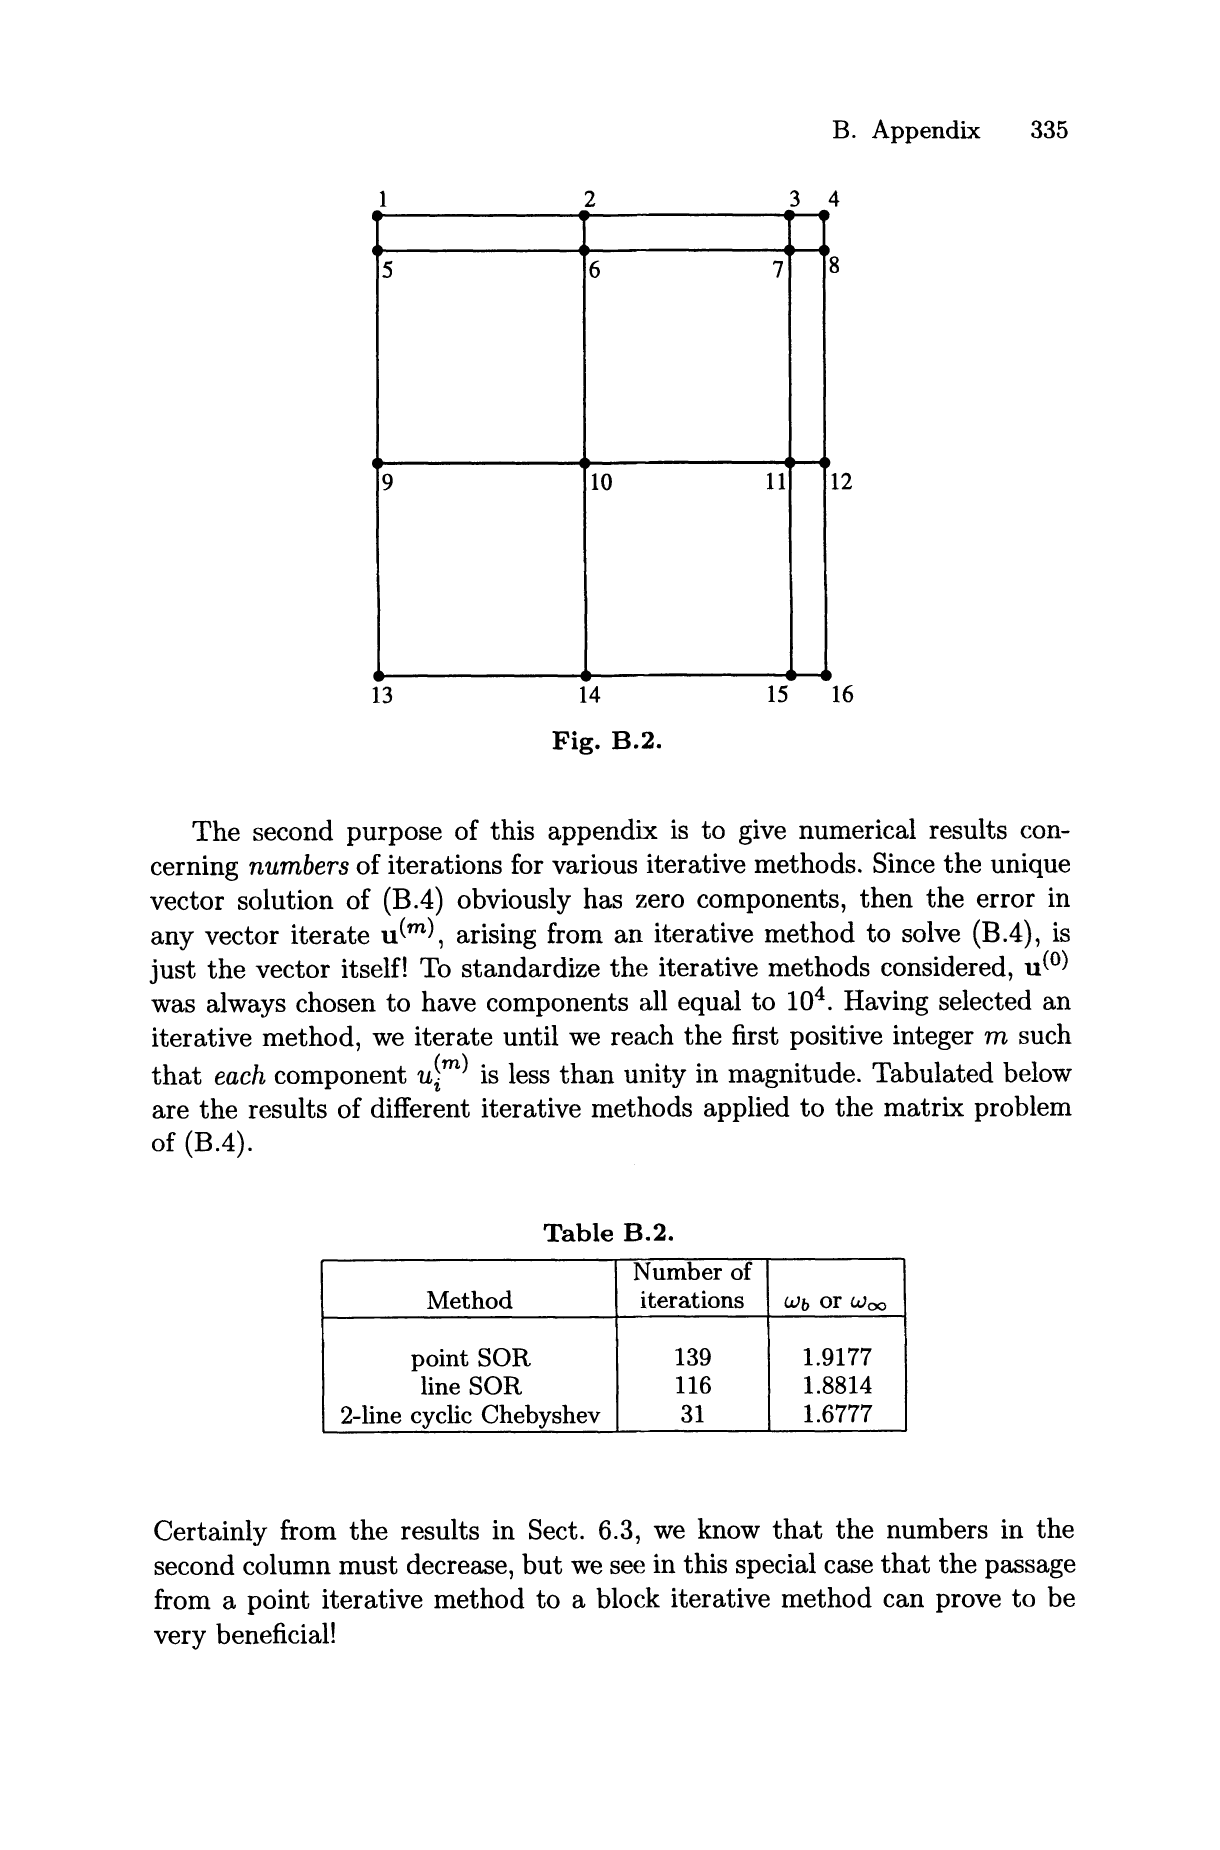 B. Appendix 335
1 2 3 4
5 6 7 8
9 10 11 12
13 14 15 16
Fig. B.2.
The second purpose of this appendix is to give numerical results con-
cerning numbers of iterations for various iterative methods. Since the unique
vector solution of (B.4) obviously has zero components, then the error in
any vector iterate u^(m), arising from an iterative method to solve (B.4), is
just the vector itself! To standardize the iterative methods considered, u^(0)
was always chosen to have components all equal to 10^4. Having selected an
iterative method, we iterate until we reach the first positive integer m such
that each component u_i^(m) is less than unity in magnitude. Tabulated below
are the results of different iterative methods applied to the matrix problem
of (B.4).
Table B.2.
Number of
Method iterations ω_b or ω_∞
point SOR 139 1.9177
line SOR 116 1.8814
2-line cyclic Chebyshev 31 1.6777
Certainly from the results in Sect. 6.3, we know that the numbers in the
second column must decrease, but we see in this special case that the passage
from a point iterative method to a block iterative method can prove to be
very beneficial!